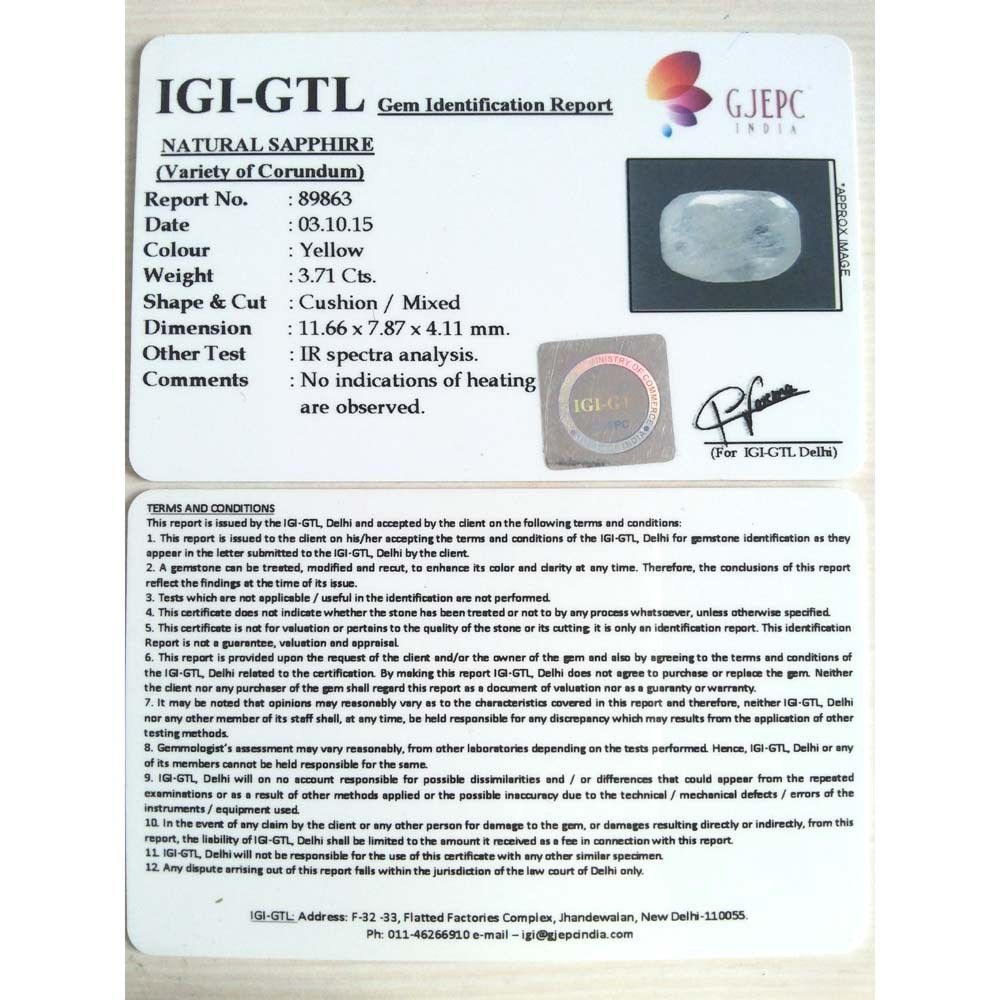 IGI-GTL Gem Identification Report
GJEPC
INDIA
NATURAL SAPPHIRE
(Variety of Corundum)
Report No. : 89863
Date : 03.10.15
Colour : Yellow
Weight : 3.71 Cts.
Shape & Cut : Cushion / Mixed
Dimension : 11.66 x 7.87 x 4.11 mm.
Other Test : IR spectra analysis.
Comments : No indications of heating
are observed.
*APPROX IMAGE
MINISTRY OF COMMERCE
IGI-GT
INDIA
(For IGI-GTL Delhi)
TERMS AND CONDITIONS
This report is issued by the IGI-GTL, Delhi and accepted by the client on the following terms and conditions:
1. This report is issued to the client on his/her accepting the terms and conditions of the IGI-GTL, Delhi for gemstone identification as they
appear in the letter submitted to the IGI-GTL, Delhi by the client.
2. A gemstone can be treated, modified and recut, to enhance its color and clarity at any time. Therefore, the conclusions of this report
reflect the findings at the time of its issue.
3. Tests which are not applicable / useful in the identification are not performed.
4. This certificate does not indicate whether the stone has been treated or not to by any process whatsoever, unless otherwise specified.
5. This certificate is not for valuation or pertains to the quality of the stone or its cutting; it is only an identification report. This identification
Report is not a guarantee, valuation and appraisal.
6. This report is provided upon the request of the client and/or the owner of the gem and also by agreeing to the terms and conditions of
the IGI-GTL, Delhi related to the certification. By making this report IGI-GTL, Delhi does not agree to purchase or replace the gem. Neither
the client nor any purchaser of the gem shall regard this report as a document of valuation nor as a guaranty or warranty.
7. It may be noted that opinions may reasonably vary as to the characteristics covered in this report and therefore, neither IGI-GTL, Delhi
nor any other member of its staff shall, at any time, be held responsible for any discrepancy which may results from the application of other
testing methods.
8. Gemmologist's assessment may vary reasonably, from other laboratories depending on the tests performed. Hence, IGI-GTL, Delhi or any
of its members cannot be held responsible for the same.
9. IGI-GTL, Delhi will on no account responsible for possible dissimilarities and / or differences that could appear from the repeated
examinations or as a result of other methods applied or the possible inaccuracy due to the technical / mechanical defects / errors of the
instruments / equipment used.
10. In the event of any claim by the client or any other person for damage to the gem, or damages resulting directly or indirectly, from this
report, the liability of IGI-GTL, Delhi shall be limited to the amount it received as a fee in connection with this report.
11. IGI-GTL, Delhi will not be responsible for the use of this certificate with any other similar specimen.
12. Any dispute arrising out of this report falls within the jurisdiction of the law court of Delhi only.
IGI-GTL: Address: F-32 -33, Flatted Factories Complex, Jhandewalan, New Delhi-110055.
Ph: 011-46266910 e-mail – igi@gjepcindia.com